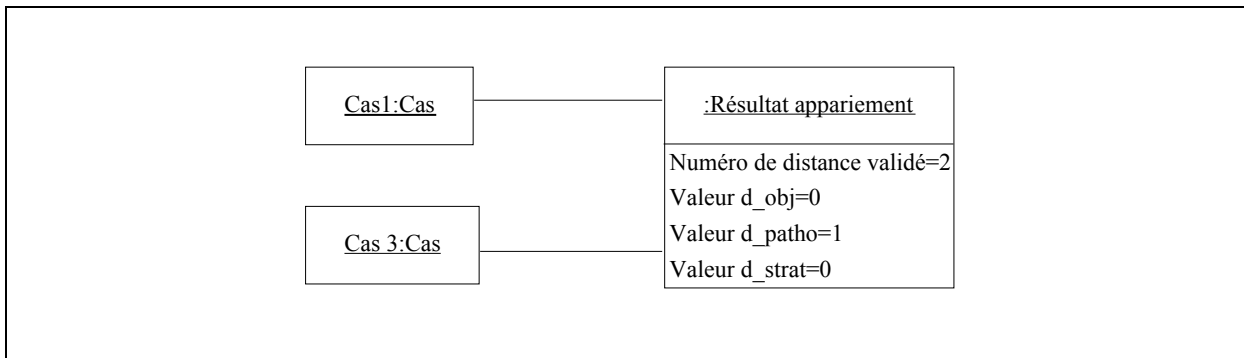 Cas1:Cas
:Résultat appariement
Numéro de distance validé=2
Valeur d_obj=0
Valeur d_patho=1
Valeur d_strat=0
Cas 3:Cas